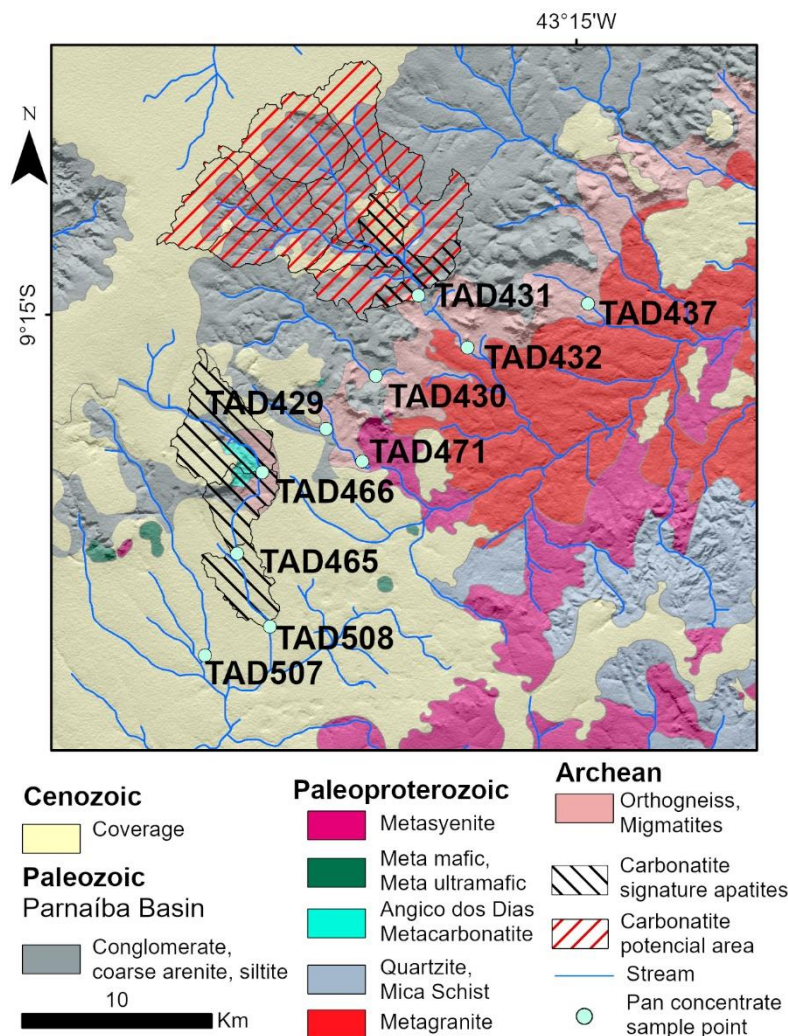 43°15'W
N
9°15'S
TAD431
TAD437
TAD432
TAD430
TAD429
TAD471
TAD466
TAD465
TAD508
TAD507
Cenozoic
Coverage
Paleozoic
Parnaíba Basin
Conglomerate,
coarse arenite, siltite
10
Km
Paleoproterozoic
Metasyenite
Meta mafic,
Meta ultramafic
Angico dos Dias
Metacarbonatite
Quartzite,
Mica Schist
Metagranite
Archean
Orthogneiss,
Migmatites
Carbonatite
signature apatites
Carbonatite
potencial area
Stream
Pan concentrate
sample point